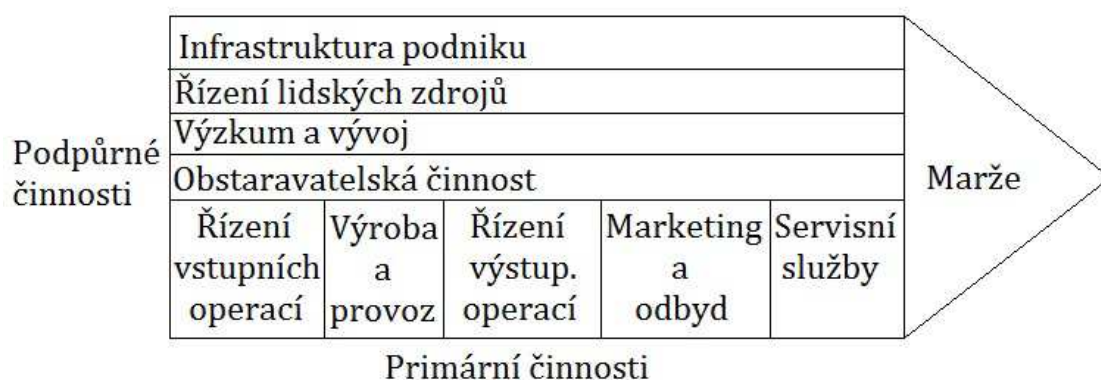 Infrastruktura podniku
Řízení lidských zdrojů
Výzkum a vývoj
Obstaravatelská činnost
Podpůrné
činnosti
Marže
Řízení
vstupních
operací
Výroba
a
provoz
Řízení
výstup.
operací
Marketing
a
odbyd
Servisní
služby
Primární činnosti